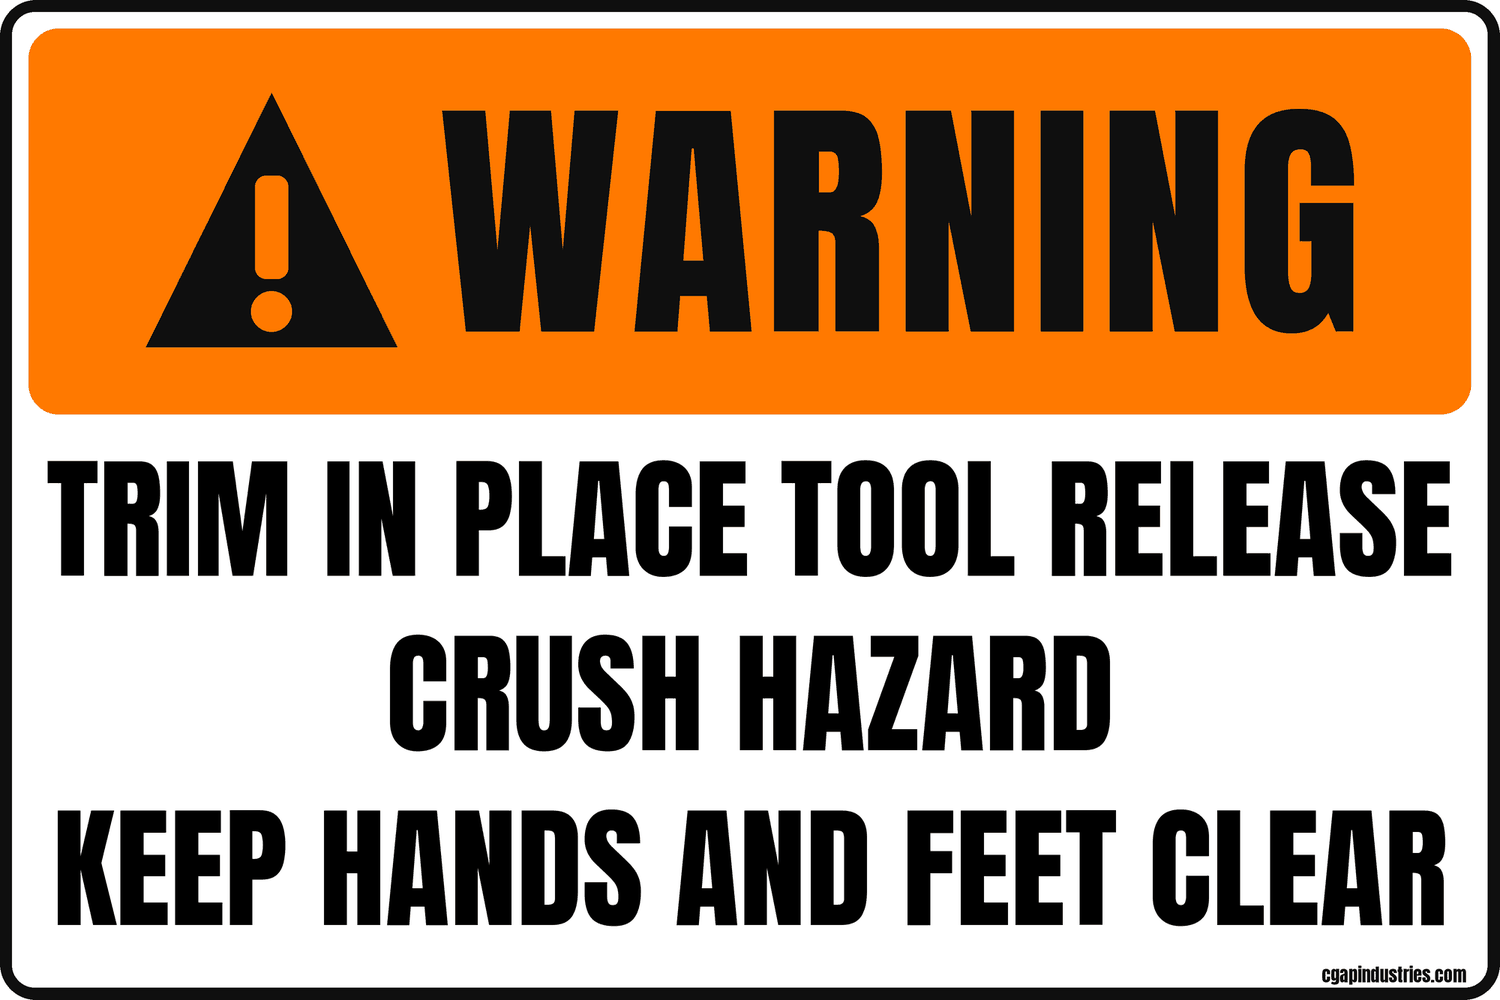 WARNING
TRIM IN PLACE TOOL RELEASE
CRUSH HAZARD
KEEP HANDS AND FEET CLEAR
cgapindustries.com